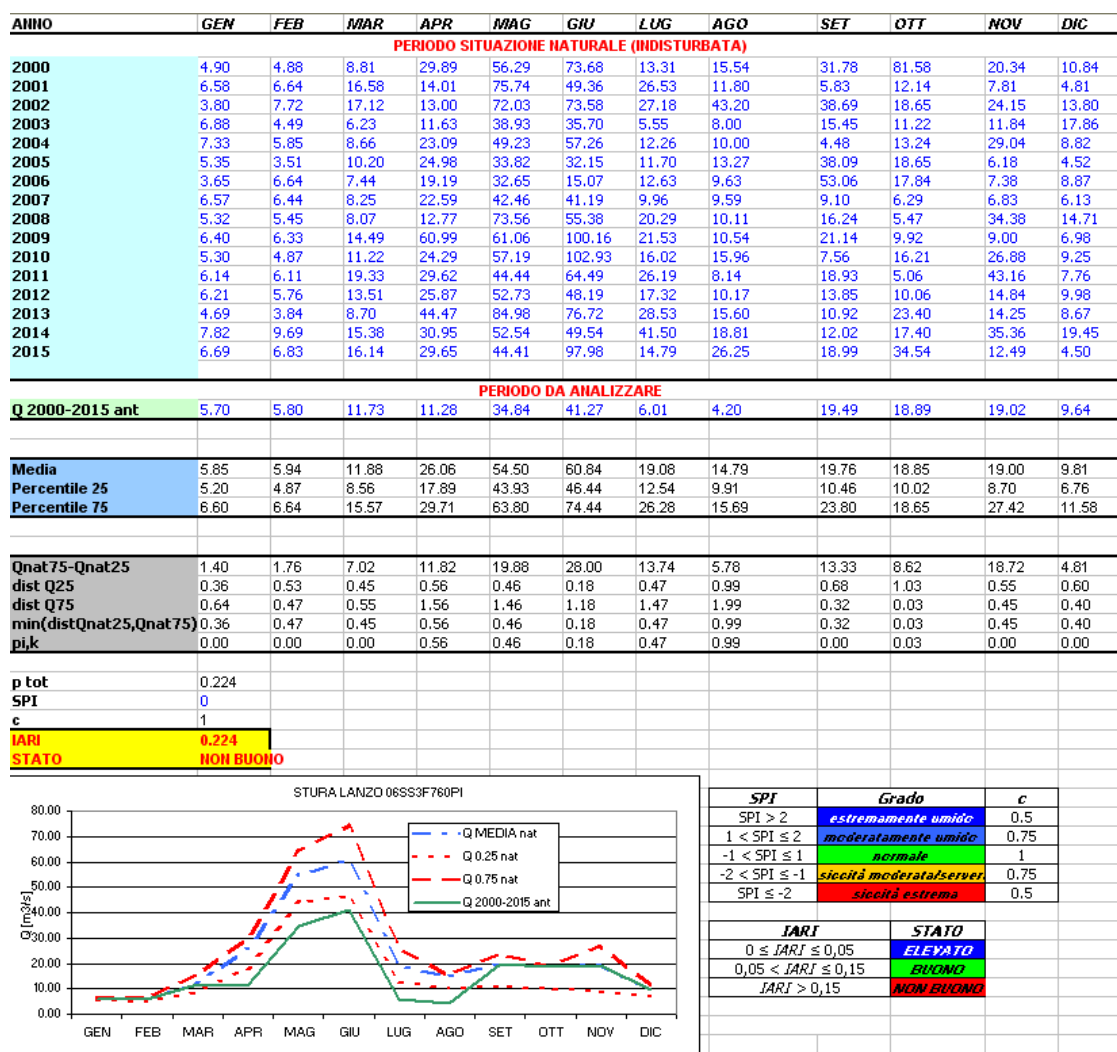 ANNO GEN FEB MAR APR MAG GIU LUG AGO SET OTT NOV DIC
PERIODO SITUAZIONE NATURALE (INDISTURBATA)
2000 4.90 4.88 8.81 29.89 56.29 73.68 13.31 15.54 31.78 81.58 20.34 10.84
2001 6.58 6.64 16.58 14.01 75.74 49.36 26.53 11.80 5.83 12.14 7.81 4.81
2002 3.80 7.72 17.12 13.00 72.03 73.58 27.18 43.20 38.69 18.65 24.15 13.80
2003 6.88 4.49 6.23 11.63 38.93 35.70 5.55 8.00 15.45 11.22 11.84 17.86
2004 7.33 5.85 8.66 23.09 49.23 57.26 12.26 10.00 4.48 13.24 29.04 8.82
2005 5.35 3.51 10.20 24.98 33.82 32.15 11.70 13.27 38.09 18.65 6.18 4.52
2006 3.65 6.64 7.44 19.19 32.65 15.07 12.63 9.63 53.06 17.84 7.38 8.87
2007 6.57 6.44 8.25 22.59 42.46 41.19 9.96 9.59 9.10 6.29 6.83 6.13
2008 5.32 5.45 8.07 12.77 73.56 55.38 20.29 10.11 16.24 5.47 34.38 14.71
2009 6.40 6.33 14.49 60.99 61.06 100.16 21.53 10.54 21.14 9.92 9.00 6.98
2010 5.30 4.87 11.22 24.29 57.19 102.93 16.02 15.96 7.56 16.21 26.88 9.25
2011 6.14 6.11 19.33 29.62 44.44 64.49 26.19 8.14 18.93 5.06 43.16 7.76
2012 6.21 5.76 13.51 25.87 52.73 48.19 17.32 10.17 13.85 10.06 14.84 9.98
2013 4.69 3.84 8.70 44.47 84.98 76.72 28.53 15.60 10.92 23.40 14.25 8.67
2014 7.82 9.69 15.38 30.95 52.54 49.54 41.50 18.81 12.02 17.40 35.36 19.45
2015 6.69 6.83 16.14 29.65 44.41 97.98 14.79 26.25 18.99 34.54 12.49 4.50
PERIODO DA ANALIZZARE
Q 2000-2015 ant 5.70 5.80 11.73 11.28 34.84 41.27 6.01 4.20 19.49 18.89 19.02 9.64
Media 5.85 5.94 11.88 26.06 54.50 60.84 19.08 14.79 19.76 18.85 19.00 9.81
Percentile 25 5.20 4.87 8.56 17.89 43.93 46.44 12.54 9.91 10.46 10.02 8.70 6.76
Percentile 75 6.60 6.64 15.57 29.71 63.80 74.44 26.28 15.69 23.80 18.65 27.42 11.58
Qnat75-Qnat25 1.40 1.76 7.02 11.82 19.88 28.00 13.74 5.78 13.33 8.62 18.72 4.81
dist Q25 0.36 0.53 0.45 0.56 0.46 0.18 0.47 0.99 0.68 1.03 0.55 0.60
dist Q75 0.64 0.47 0.55 1.56 1.46 1.18 1.47 1.99 0.32 0.03 0.45 0.40
min(distQnat25,Qnat75) 0.36 0.47 0.45 0.56 0.46 0.18 0.47 0.99 0.32 0.03 0.45 0.40
pi,k 0.00 0.00 0.00 0.56 0.46 0.18 0.47 0.99 0.00 0.03 0.00 0.00
p tot 0.224
SPI 0
c 1
IARI 0.224
STATO NON BUONO
STURA LANZO 06SS3F760PI
80.00
70.00
60.00
50.00
40.00
30.00
20.00
10.00
0.00
Q [m3/s]
Q MEDIA nat
Q 0.25 nat
Q 0.75 nat
Q 2000-2015 ant
GEN FEB MAR APR MAG GIU LUG AGO SET OTT NOV DIC
SPI Grado c
SPI > 2 estremamente umido 0.5
1 < SPI ≤ 2 moderatamente umido 0.75
-1 < SPI ≤ 1 normale 1
-2 < SPI ≤ -1 siccità moderata/server. 0.75
SPI ≤ -2 siccità estrema 0.5
IARI STATO
0 ≤ IARI ≤ 0,05 ELEVATO
0,05 < IARI ≤ 0,15 BUONO
IARI > 0,15 NON BUONO